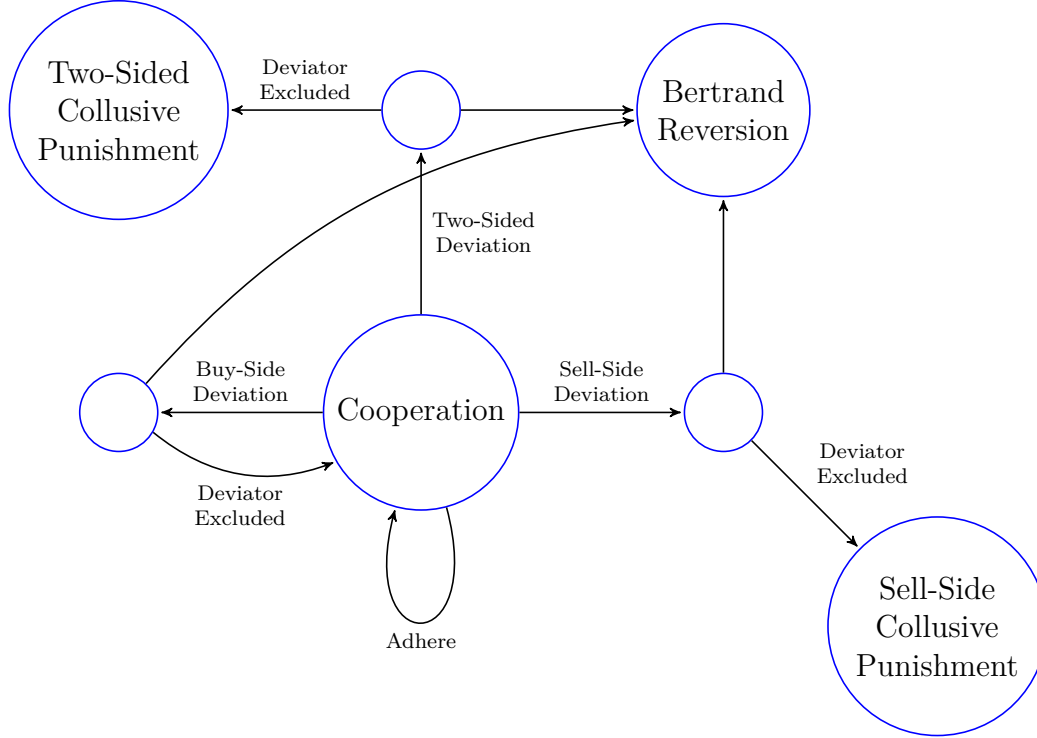 Two-Sided
Collusive
Punishment
Deviator
Excluded
Bertrand
Reversion
Two-Sided
Deviation
Buy-Side
Deviation
Cooperation
Sell-Side
Deviation
Deviator
Excluded
Deviator
Excluded
Adhere
Sell-Side
Collusive
Punishment